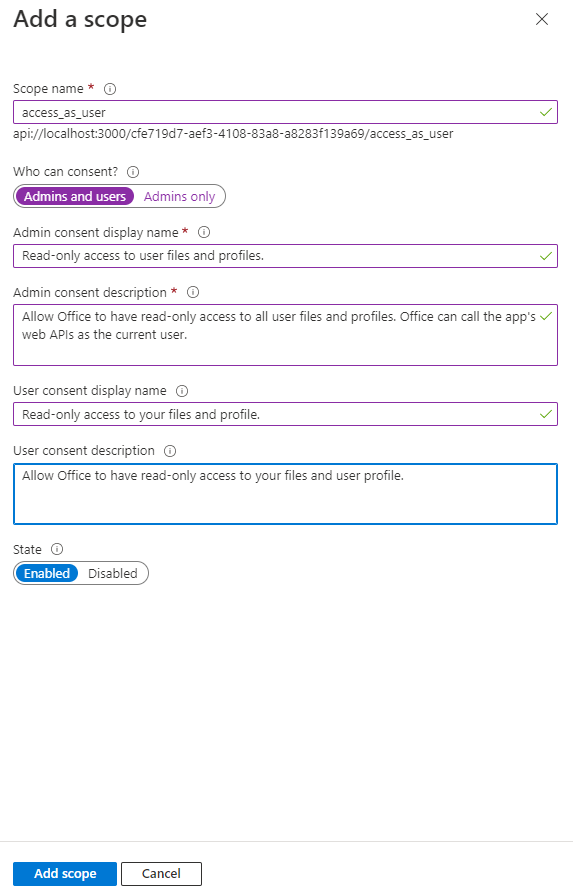 Add a scope
Scope name *
access_as_user
api://localhost:3000/cfe719d7-aef3-4108-83a8-a8283f139a69/access_as_user
Who can consent?
Admins and users Admins only
Admin consent display name *
Read-only access to user files and profiles.
Admin consent description *
Allow Office to have read-only access to all user files and profiles. Office can call the app's
web APIs as the current user.
User consent display name
Read-only access to your files and profile.
User consent description
Allow Office to have read-only access to your files and user profile.
State
Enabled Disabled
Add scope Cancel